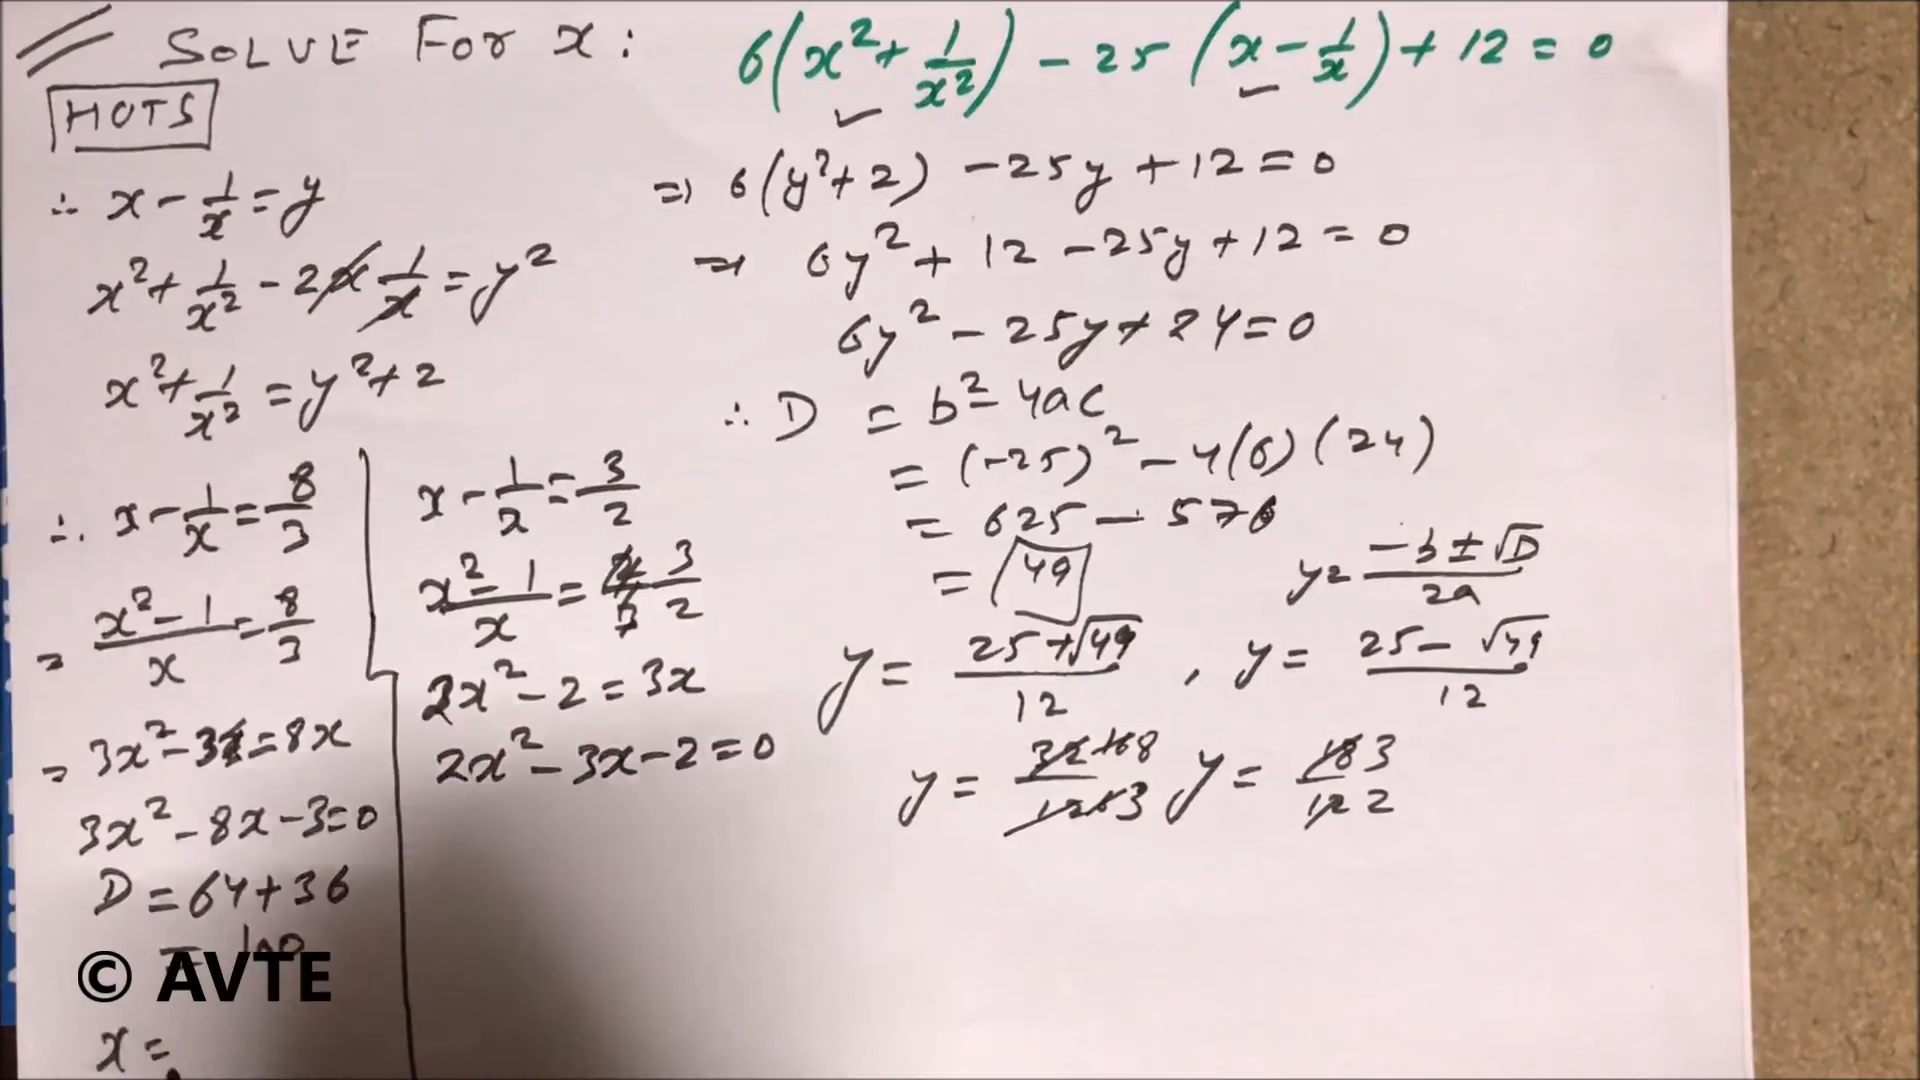 SOLVE FOR x: 6(x² + 1/x²) - 25(x - 1/x) + 12 = 0
HOTS
∴ x - 1/x = y
x² + 1/x² - 2x 1/x = y²
x² + 1/x² = y² + 2
⇒ 6(y² + 2) - 25y + 12 = 0
⇒ 6y² + 12 - 25y + 12 = 0
6y² - 25y + 24 = 0
∴ D = b² - 4ac
= (-25)² - 4(6)(24)
= 625 - 576
= 49
y = -b ± √D / 2a
y = 25 + √49 / 12 , y = 25 - √49 / 12
y = 8/3 y = 18 3 / 12 2
∴ x - 1/x = 8/3
= x² - 1 / x = 8/3
= 3x² - 3 = 8x
3x² - 8x - 3 = 0
D = 64 + 36
= 100
x =
x - 1/x = 3/2
x² - 1 / x = 3/2
2x² - 2 = 3x
2x² - 3x - 2 = 0
© AVTE